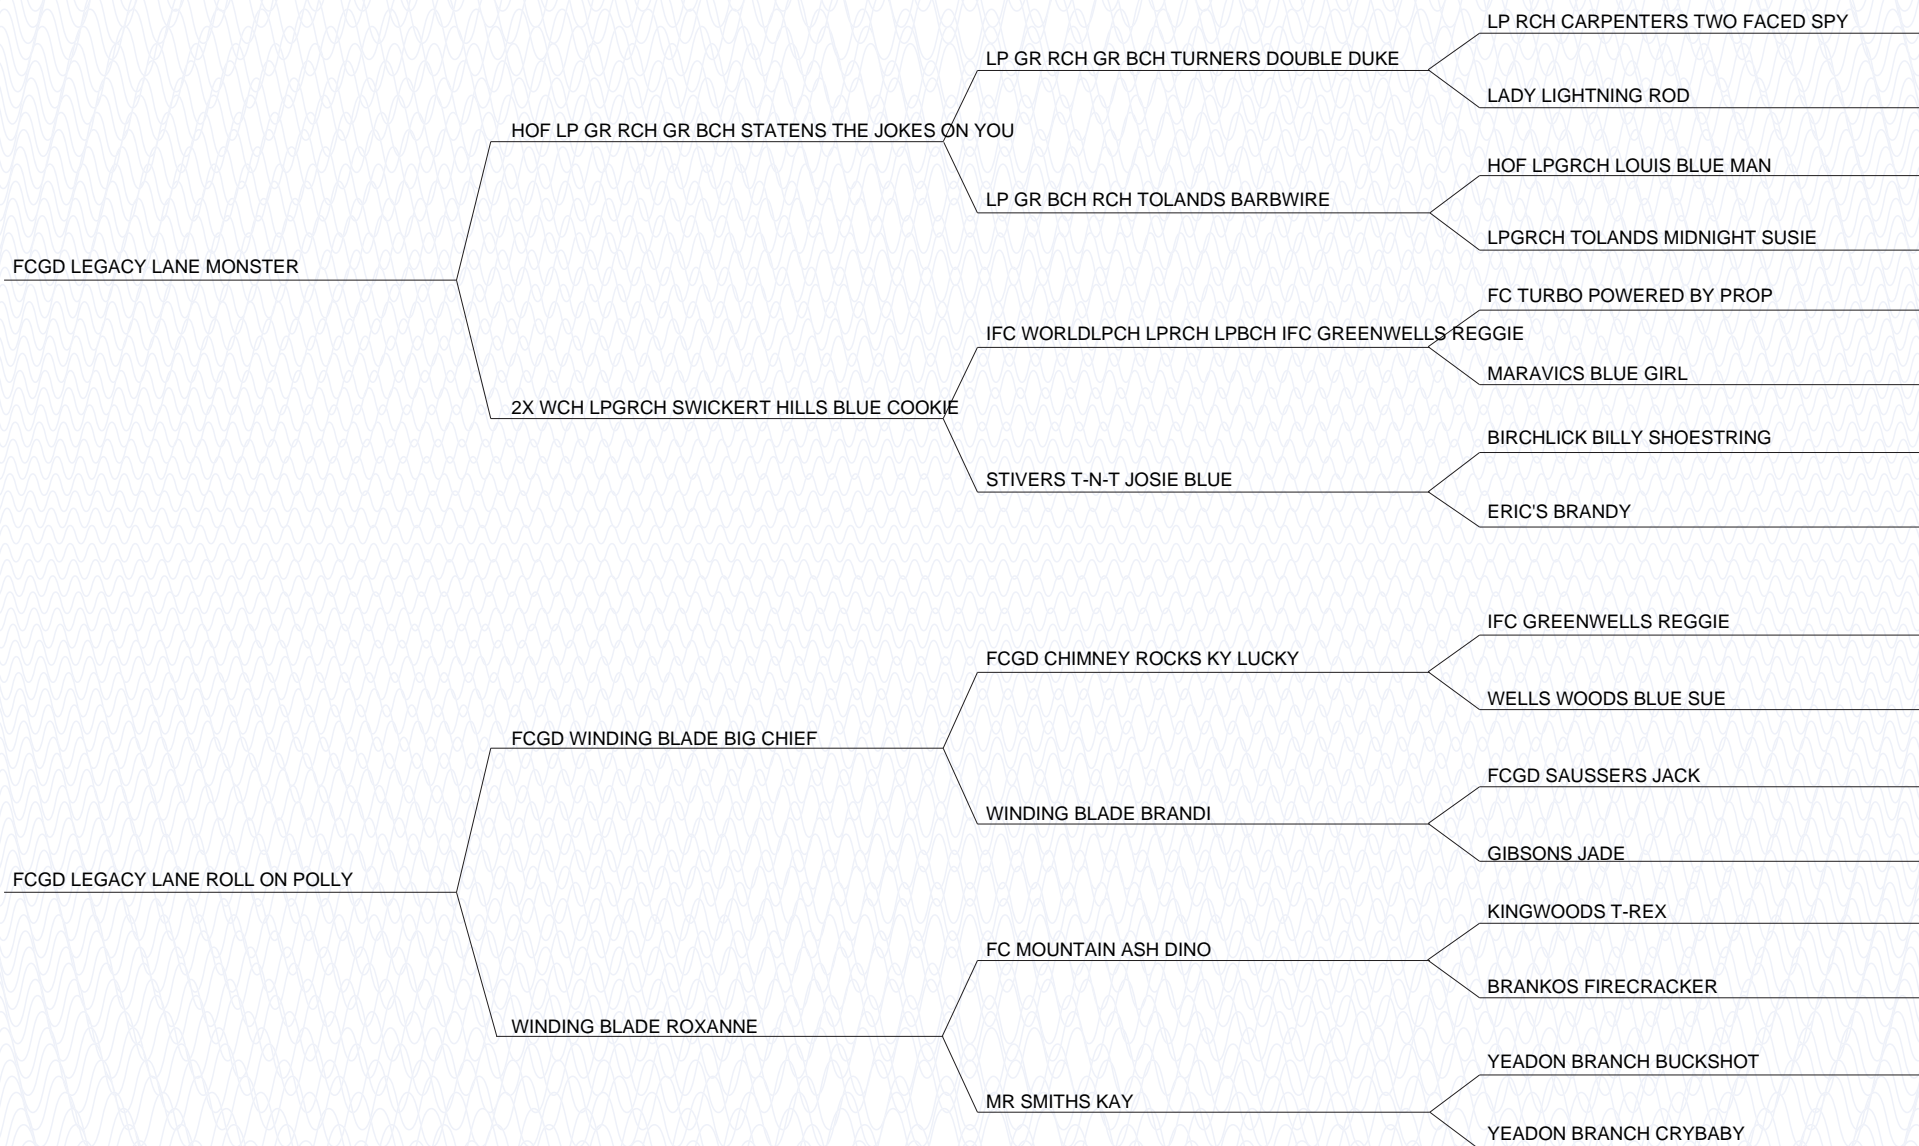 LP RCH CARPENTERS TWO FACED SPY
LP GR RCH GR BCH TURNERS DOUBLE DUKE
LADY LIGHTNING ROD
HOF LP GR RCH GR BCH STATENS THE JOKES ON YOU
HOF LPGRCH LOUIS BLUE MAN
LP GR BCH RCH TOLANDS BARBWIRE
LPGRCH TOLANDS MIDNIGHT SUSIE
FCGD LEGACY LANE MONSTER
FC TURBO POWERED BY PROP
IFC WORLDLPCH LPRCH LPBCH IFC GREENWELLS REGGIE
MARAVICS BLUE GIRL
2X WCH LPGRCH SWICKERT HILLS BLUE COOKIE
BIRCHLICK BILLY SHOESTRING
STIVERS T-N-T JOSIE BLUE
ERIC'S BRANDY
IFC GREENWELLS REGGIE
FCGD CHIMNEY ROCKS KY LUCKY
WELLS WOODS BLUE SUE
FCGD WINDING BLADE BIG CHIEF
FCGD SAUSSERS JACK
WINDING BLADE BRANDI
GIBSONS JADE
FCGD LEGACY LANE ROLL ON POLLY
KINGWOODS T-REX
FC MOUNTAIN ASH DINO
BRANKOS FIRECRACKER
WINDING BLADE ROXANNE
YEADON BRANCH BUCKSHOT
MR SMITHS KAY
YEADON BRANCH CRYBABY